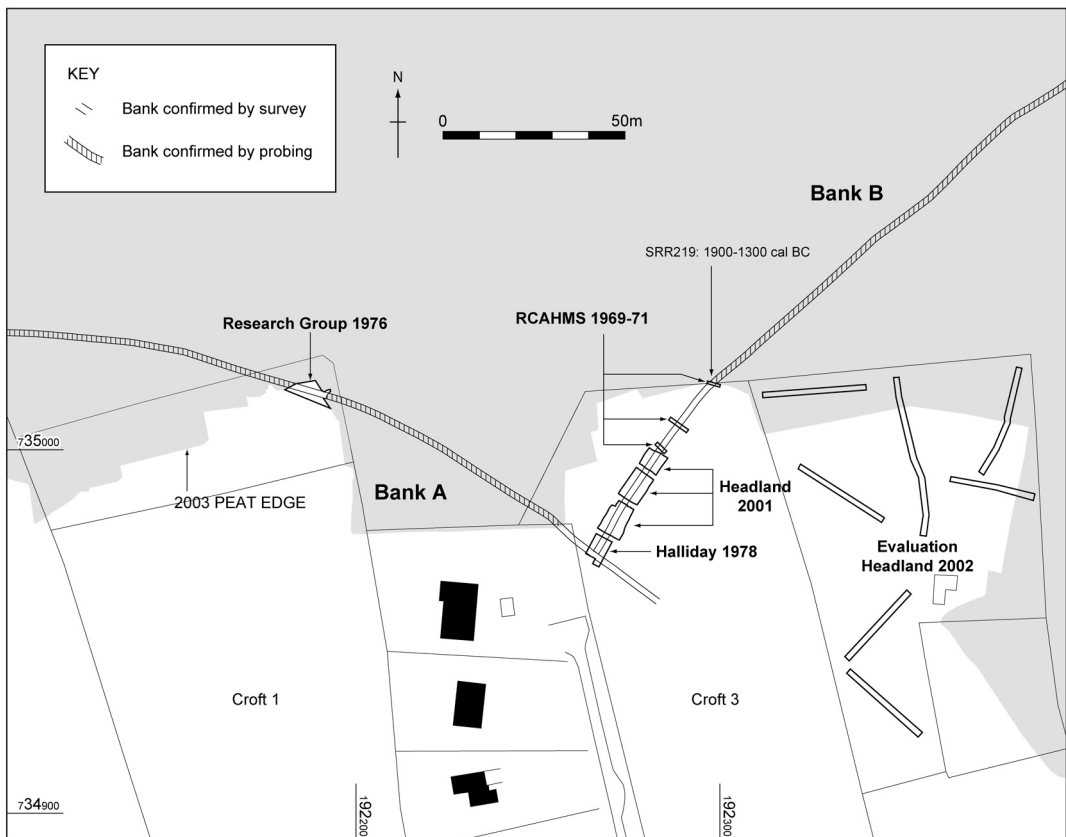 KEY
Bank confirmed by survey
Bank confirmed by probing
N
0
50m
Bank B
SRR219: 1900-1300 cal BC
Research Group 1976
RCAHMS 1969-71
735000
2003 PEAT EDGE
Bank A
Headland
2001
Halliday 1978
Evaluation
Headland 2002
Croft 1
Croft 3
734900
192200
192300